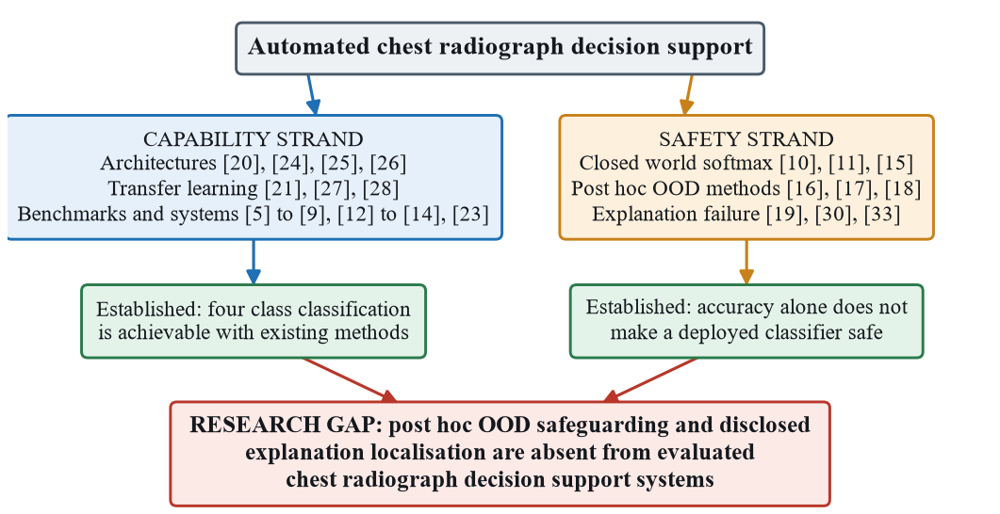 Automated chest radiograph decision support
CAPABILITY STRAND
Architectures [20], [24], [25], [26]
Transfer learning [21], [27], [28]
Benchmarks and systems [5] to [9], [12] to [14], [23]
SAFETY STRAND
Closed world softmax [10], [11], [15]
Post hoc OOD methods [16], [17], [18]
Explanation failure [19], [30], [33]
Established: four class classification
is achievable with existing methods
Established: accuracy alone does not
make a deployed classifier safe
RESEARCH GAP: post hoc OOD safeguarding and disclosed
explanation localisation are absent from evaluated
chest radiograph decision support systems